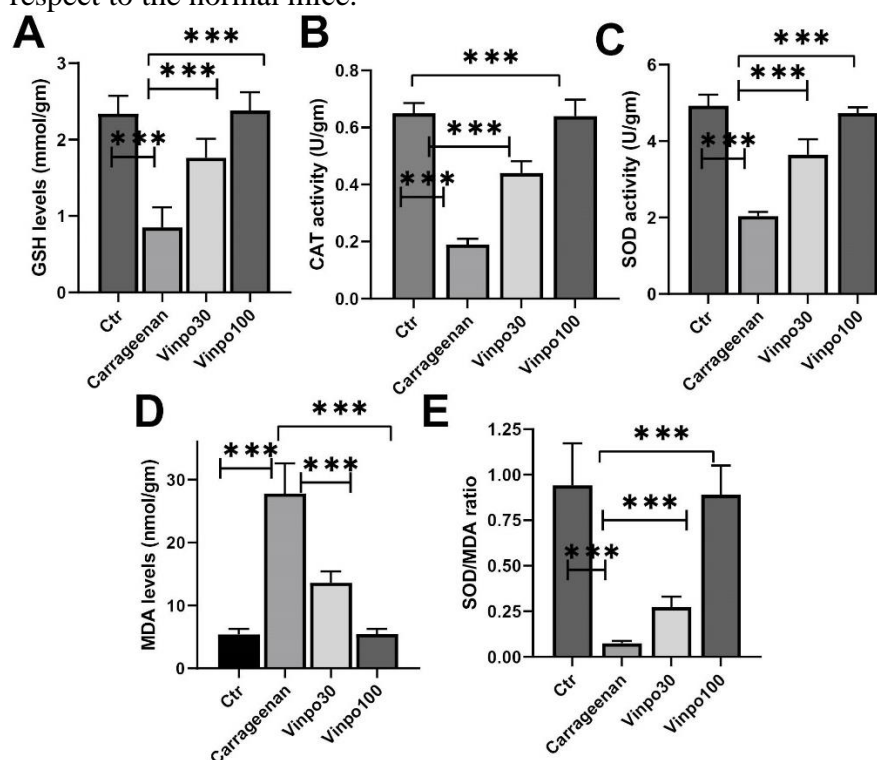 respect to the normal mice.
A
GSH levels (mmol/gm)
3
2
1
0
***
***
***
Ctr
Carrageenan
Vinpo30
Vinpo100
B
CAT activity (U/gm)
0.8
0.6
0.4
0.2
0.0
***
***
***
Ctr
Carrageenan
Vinpo30
Vinpo100
C
SOD activity (U/gm)
6
4
2
0
***
***
***
Ctr
Carrageenan
Vinpo30
Vinpo100
D
MDA levels (nmol/gm)
30
20
10
0
***
***
***
Ctr
Carrageenan
Vinpo30
Vinpo100
E
SOD/MDA ratio
1.25
1.00
0.75
0.50
0.25
0.00
***
***
***
Ctr
Carrageenan
Vinpo30
Vinpo100